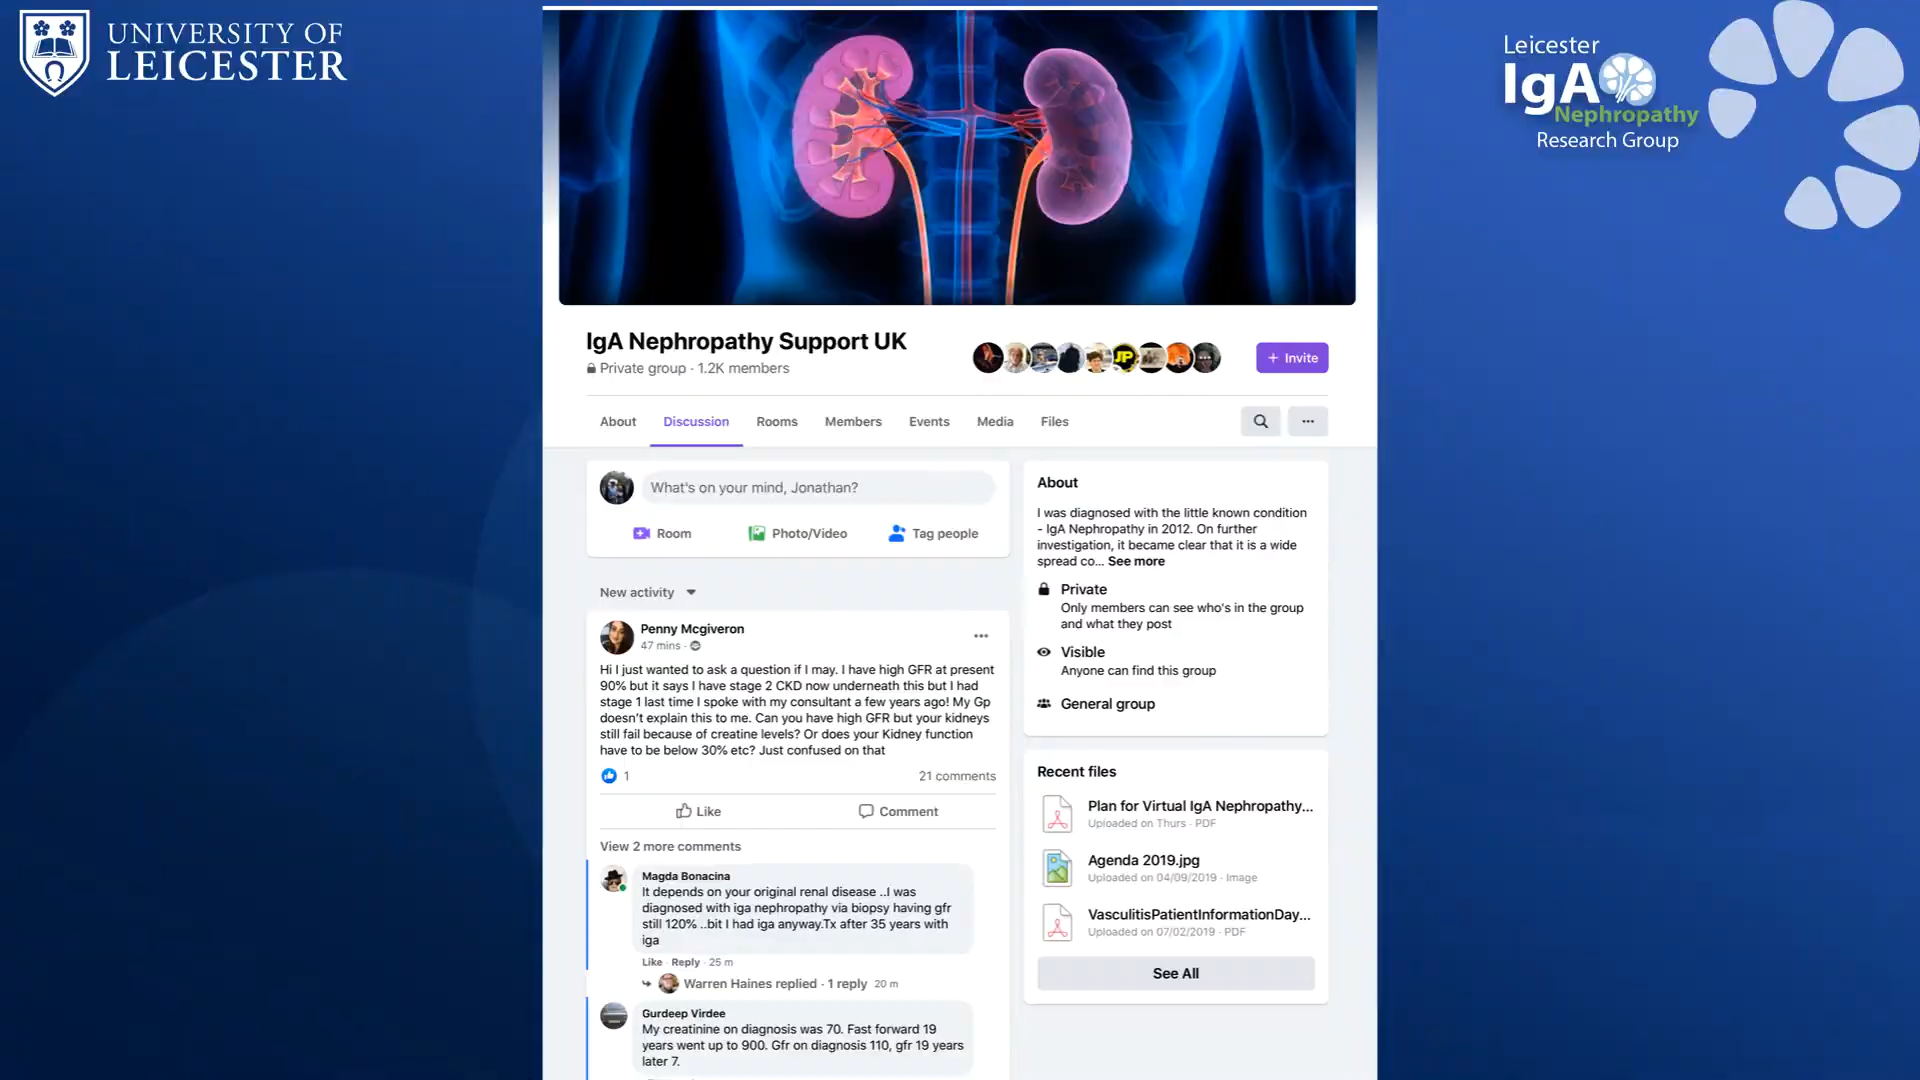 UNIVERSITY OF
LEICESTER
Leicester
IgA
Nephropathy
Research Group
IgA Nephropathy Support UK
Private group · 1.2K members
JP
+ Invite
About Discussion Rooms Members Events Media Files
What's on your mind, Jonathan?
Room Photo/Video Tag people
New activity
Penny Mcgiveron
47 mins ·
Hi I just wanted to ask a question if I may. I have high GFR at present
90% but it says I have stage 2 CKD now underneath this but I had
stage 1 last time I spoke with my consultant a few years ago! My Gp
doesn't explain this to me. Can you have high GFR but your kidneys
still fail because of creatine levels? Or does your Kidney function
have to be below 30% etc? Just confused on that
1 21 comments
Like Comment
View 2 more comments
Magda Bonacina
It depends on your original renal disease ..I was
diagnosed with iga nephropathy via biopsy having gfr
still 120% ..bit I had iga anyway.Tx after 35 years with
iga
Like · Reply · 25 m
Warren Haines replied · 1 reply 20 m
Gurdeep Virdee
My creatinine on diagnosis was 70. Fast forward 19
years went up to 900. Gfr on diagnosis 110, gfr 19 years
later 7.
About
I was diagnosed with the little known condition
- IgA Nephropathy in 2012. On further
investigation, it became clear that it is a wide
spread co... See more
Private
Only members can see who's in the group
and what they post
Visible
Anyone can find this group
General group
Recent files
Plan for Virtual IgA Nephropathy...
Uploaded on Thurs · PDF
Agenda 2019.jpg
Uploaded on 04/09/2019 · Image
VasculitisPatientInformationDay...
Uploaded on 07/02/2019 · PDF
See All